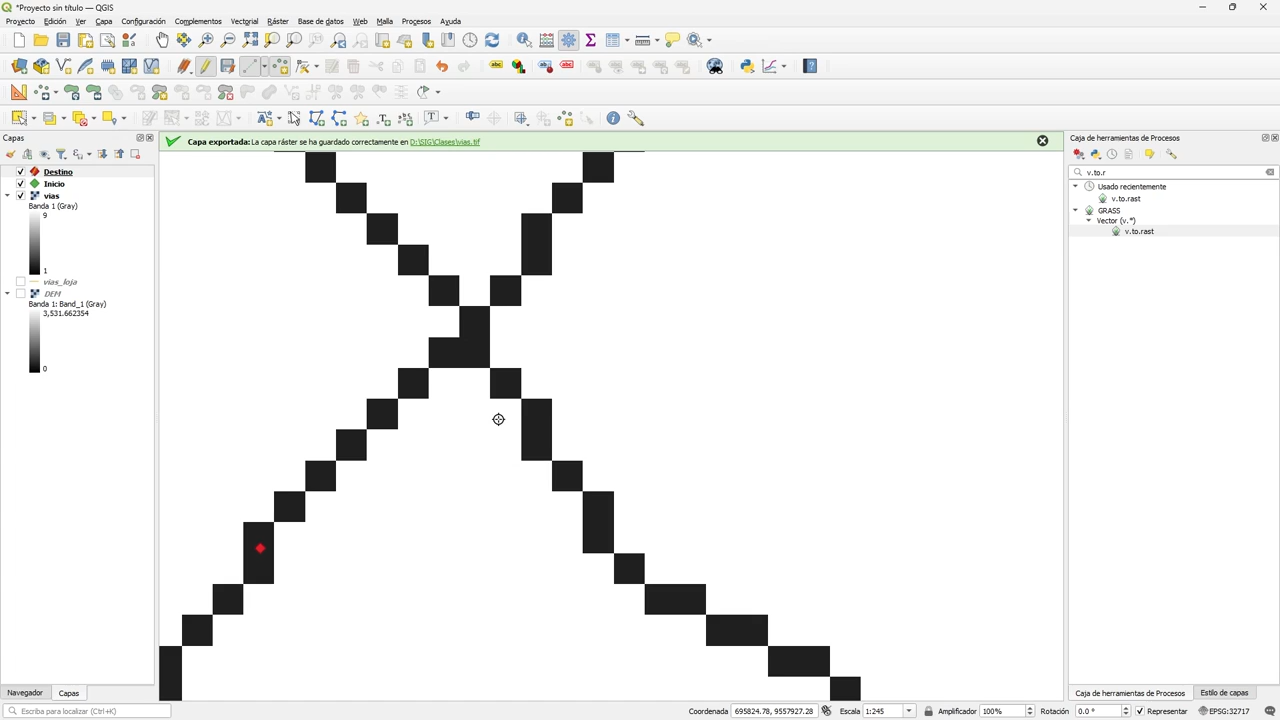 *Proyecto sin título — QGIS
Proyecto Edición Ver Capa Configuración Complementos Vectorial Ráster Base de datos Web Malla Procesos Ayuda
Capas
Capa exportada: La capa ráster se ha guardado correctamente en D:\SIG\Clases\vias.tif
Caja de herramientas de Procesos
v.to.r
Destino
Inicio
vias
Banda 1 (Gray)
9
1
vias_loja
DEM
Banda 1: Band_1 (Gray)
3,531.662354
0
Usado recientemente
v.to.rast
GRASS
Vector (v.*)
v.to.rast
Navegador Capas
Caja de herramientas de Procesos Estilo de capas
Escriba para localizar (Ctrl+K)
Coordenada 695824.78, 9557927.28 Escala 1:245 Amplificador 100% Rotación 0.0 ° Representar EPSG:32717